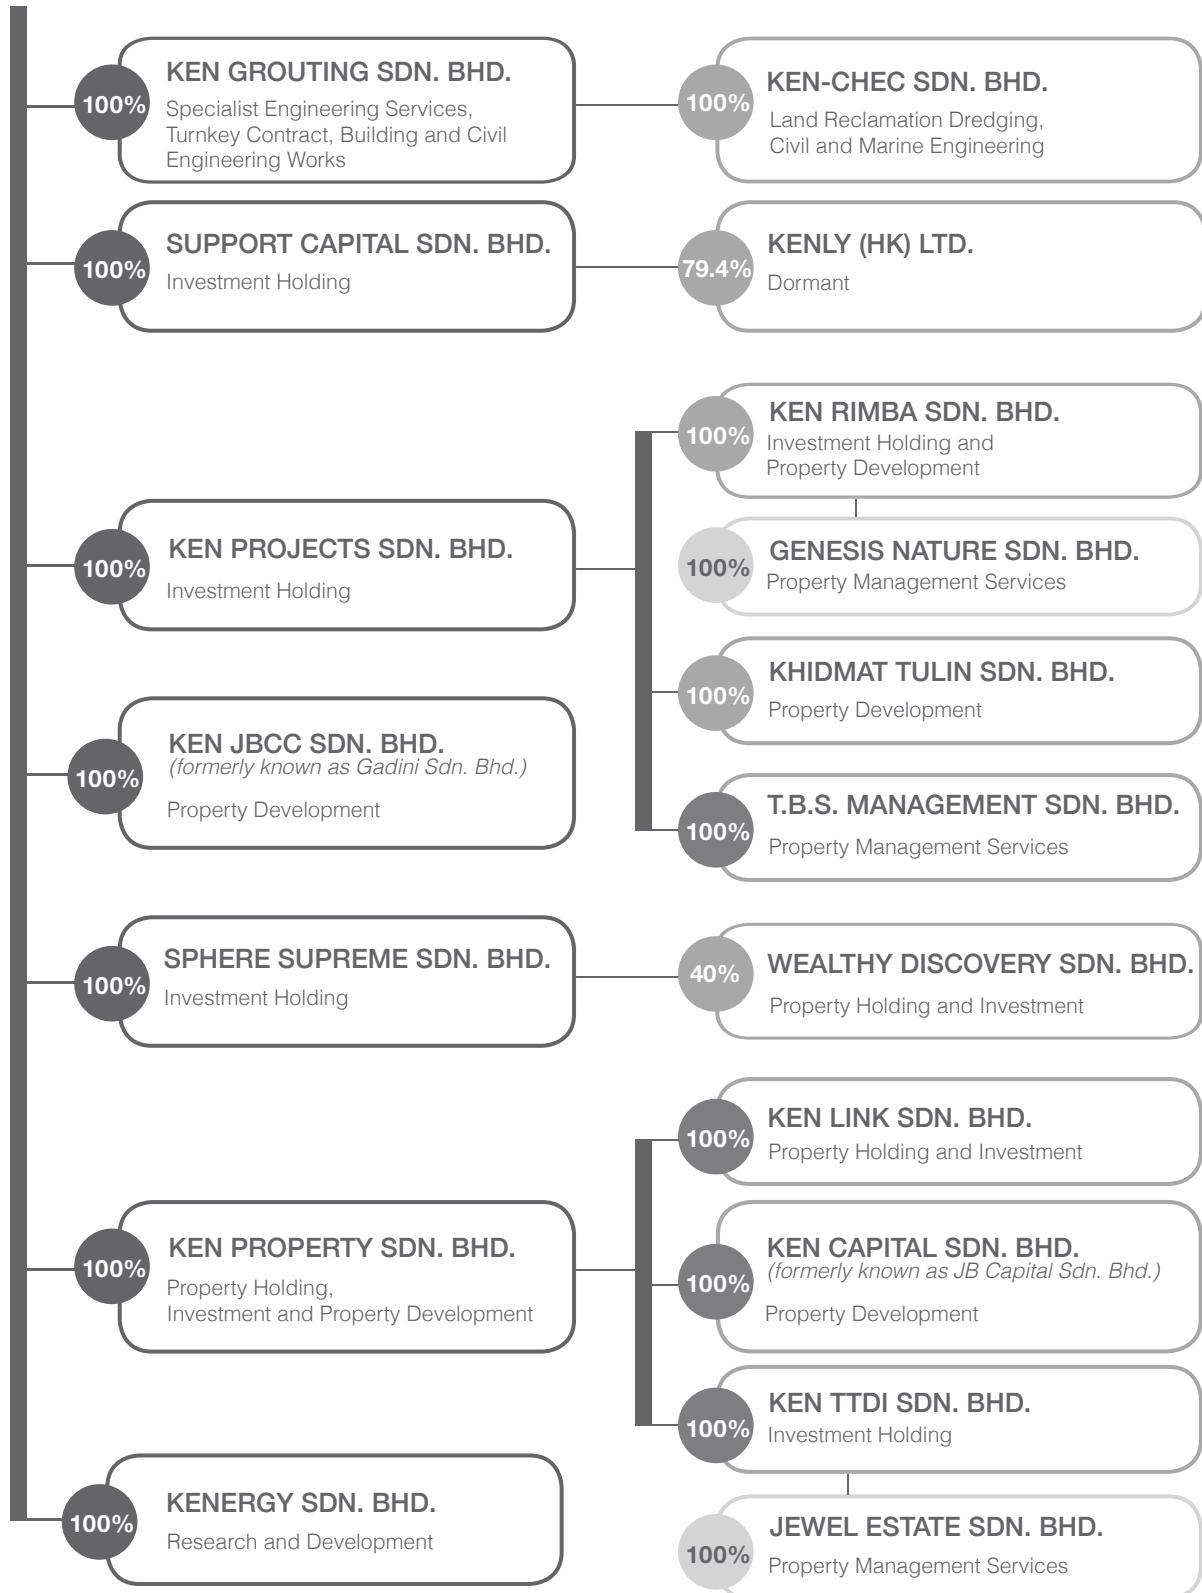 100%
KEN GROUTING SDN. BHD.
Specialist Engineering Services,
Turnkey Contract, Building and Civil
Engineering Works
100%
KEN-CHEC SDN. BHD.
Land Reclamation Dredging,
Civil and Marine Engineering
100%
SUPPORT CAPITAL SDN. BHD.
Investment Holding
79.4%
KENLY (HK) LTD.
Dormant
100%
KEN PROJECTS SDN. BHD.
Investment Holding
100%
KEN RIMBA SDN. BHD.
Investment Holding and
Property Development
100%
GENESIS NATURE SDN. BHD.
Property Management Services
100%
KHIDMAT TULIN SDN. BHD.
Property Development
100%
T.B.S. MANAGEMENT SDN. BHD.
Property Management Services
100%
KEN JBCC SDN. BHD.
(formerly known as Gadini Sdn. Bhd.)
Property Development
100%
SPHERE SUPREME SDN. BHD.
Investment Holding
40%
WEALTHY DISCOVERY SDN. BHD.
Property Holding and Investment
100%
KEN PROPERTY SDN. BHD.
Property Holding,
Investment and Property Development
100%
KEN LINK SDN. BHD.
Property Holding and Investment
100%
KEN CAPITAL SDN. BHD.
(formerly known as JB Capital Sdn. Bhd.)
Property Development
100%
KEN TTDI SDN. BHD.
Investment Holding
100%
JEWEL ESTATE SDN. BHD.
Property Management Services
100%
KENERGY SDN. BHD.
Research and Development